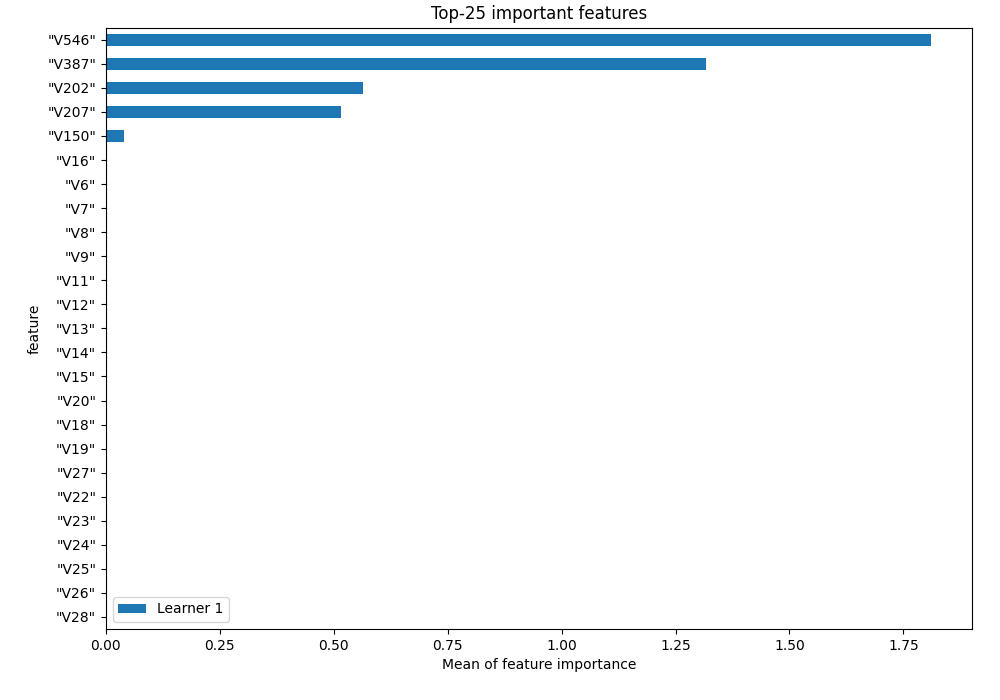 Top-25 important features
"V546"
"V387"
"V202"
"V207"
"V150"
"V16"
"V6"
"V7"
"V8"
"V9"
"V11"
"V12"
"V13"
"V14"
"V15"
"V20"
"V18"
"V19"
"V27"
"V22"
"V23"
"V24"
"V25"
"V26"
"V28"
feature
Learner 1
0.00 0.25 0.50 0.75 1.00 1.25 1.50 1.75
Mean of feature importance